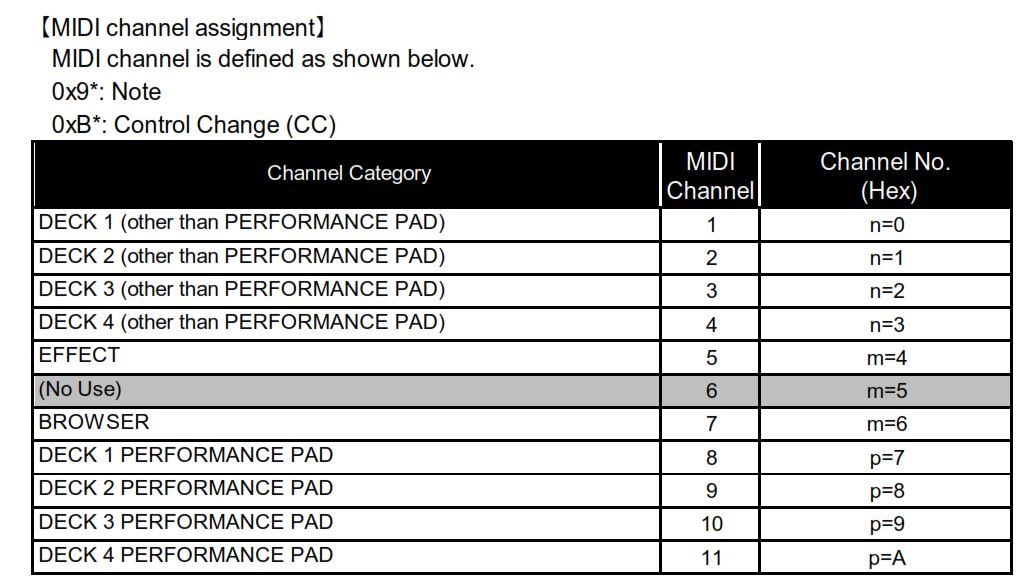 【MIDI channel assignment】
MIDI channel is defined as shown below.
0x9*: Note
0xB*: Control Change (CC)
Channel Category MIDI Channel Channel No. (Hex)
DECK 1 (other than PERFORMANCE PAD) 1 n=0
DECK 2 (other than PERFORMANCE PAD) 2 n=1
DECK 3 (other than PERFORMANCE PAD) 3 n=2
DECK 4 (other than PERFORMANCE PAD) 4 n=3
EFFECT 5 m=4
(No Use) 6 m=5
BROWSER 7 m=6
DECK 1 PERFORMANCE PAD 8 p=7
DECK 2 PERFORMANCE PAD 9 p=8
DECK 3 PERFORMANCE PAD 10 p=9
DECK 4 PERFORMANCE PAD 11 p=A